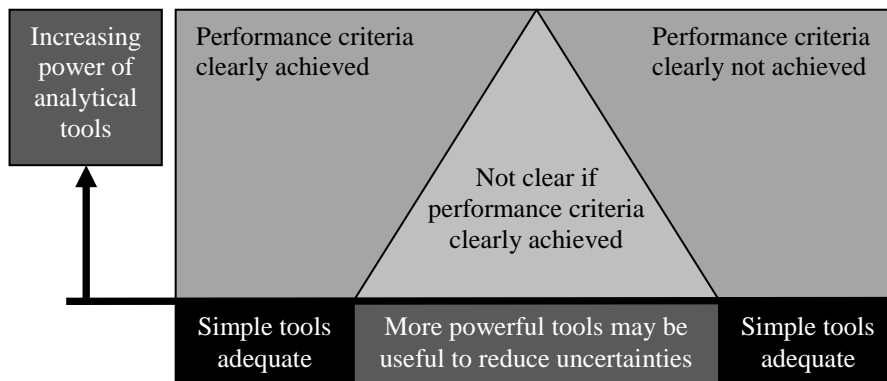 Increasing
power of
analytical
tools
Performance criteria
clearly achieved
Performance criteria
clearly not achieved
Not clear if
performance criteria
clearly achieved
Simple tools
adequate
More powerful tools may be
useful to reduce uncertainties
Simple tools
adequate